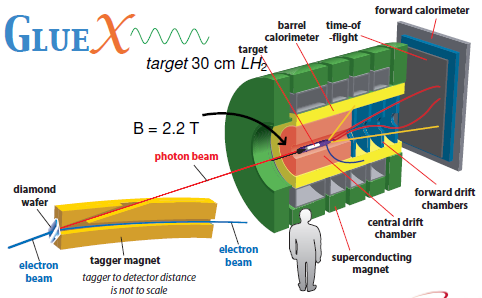 GLUEX
forward calorimeter
barrel
calorimeter
time-of
-flight
target
target 30 cm LH2
B = 2.2 T
photon beam
diamond
wafer
forward drift
chambers
central drift
chamber
electron
beam
tagger magnet
electron
beam
superconducting
magnet
tagger to detector distance
is not to scale